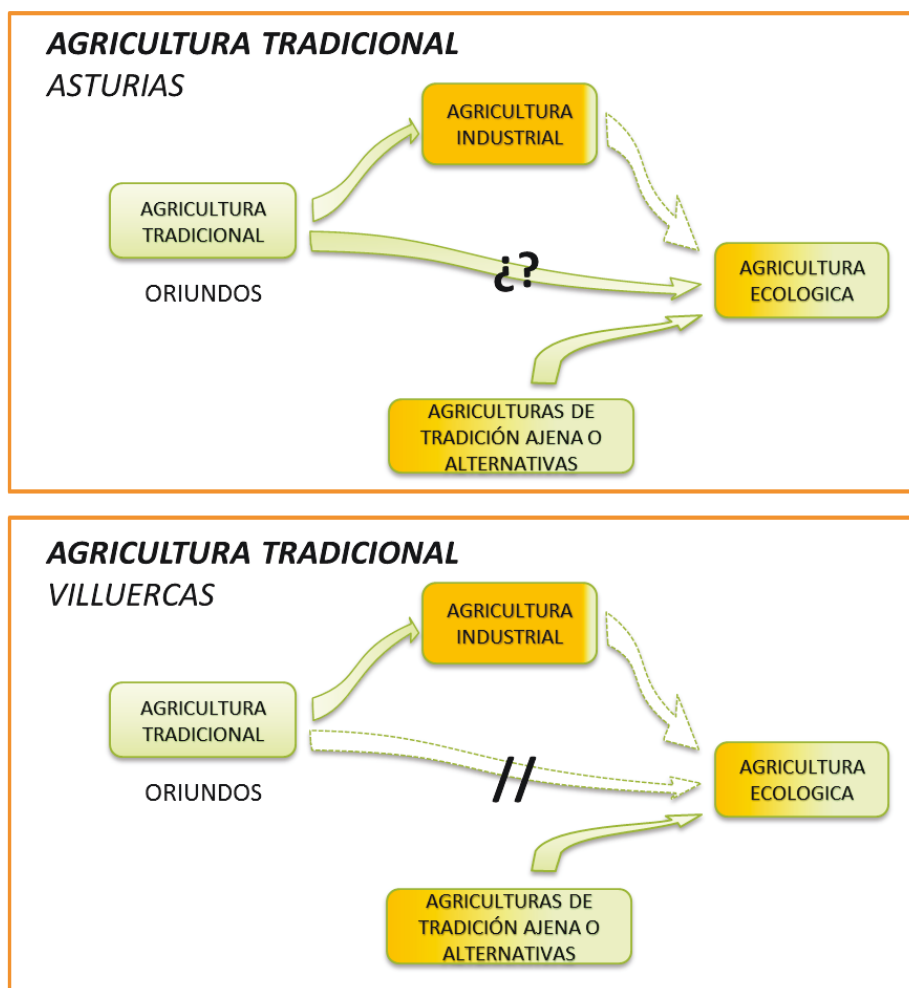 AGRICULTURA TRADICIONAL
ASTURIAS
AGRICULTURA
INDUSTRIAL
AGRICULTURA
TRADICIONAL
ORIUNDOS
¿?
AGRICULTURA
ECOLOGICA
AGRICULTURAS DE
TRADICIÓN AJENA O
ALTERNATIVAS
AGRICULTURA TRADICIONAL
VILLUERCAS
AGRICULTURA
INDUSTRIAL
AGRICULTURA
TRADICIONAL
ORIUNDOS
//
AGRICULTURA
ECOLOGICA
AGRICULTURAS DE
TRADICIÓN AJENA O
ALTERNATIVAS